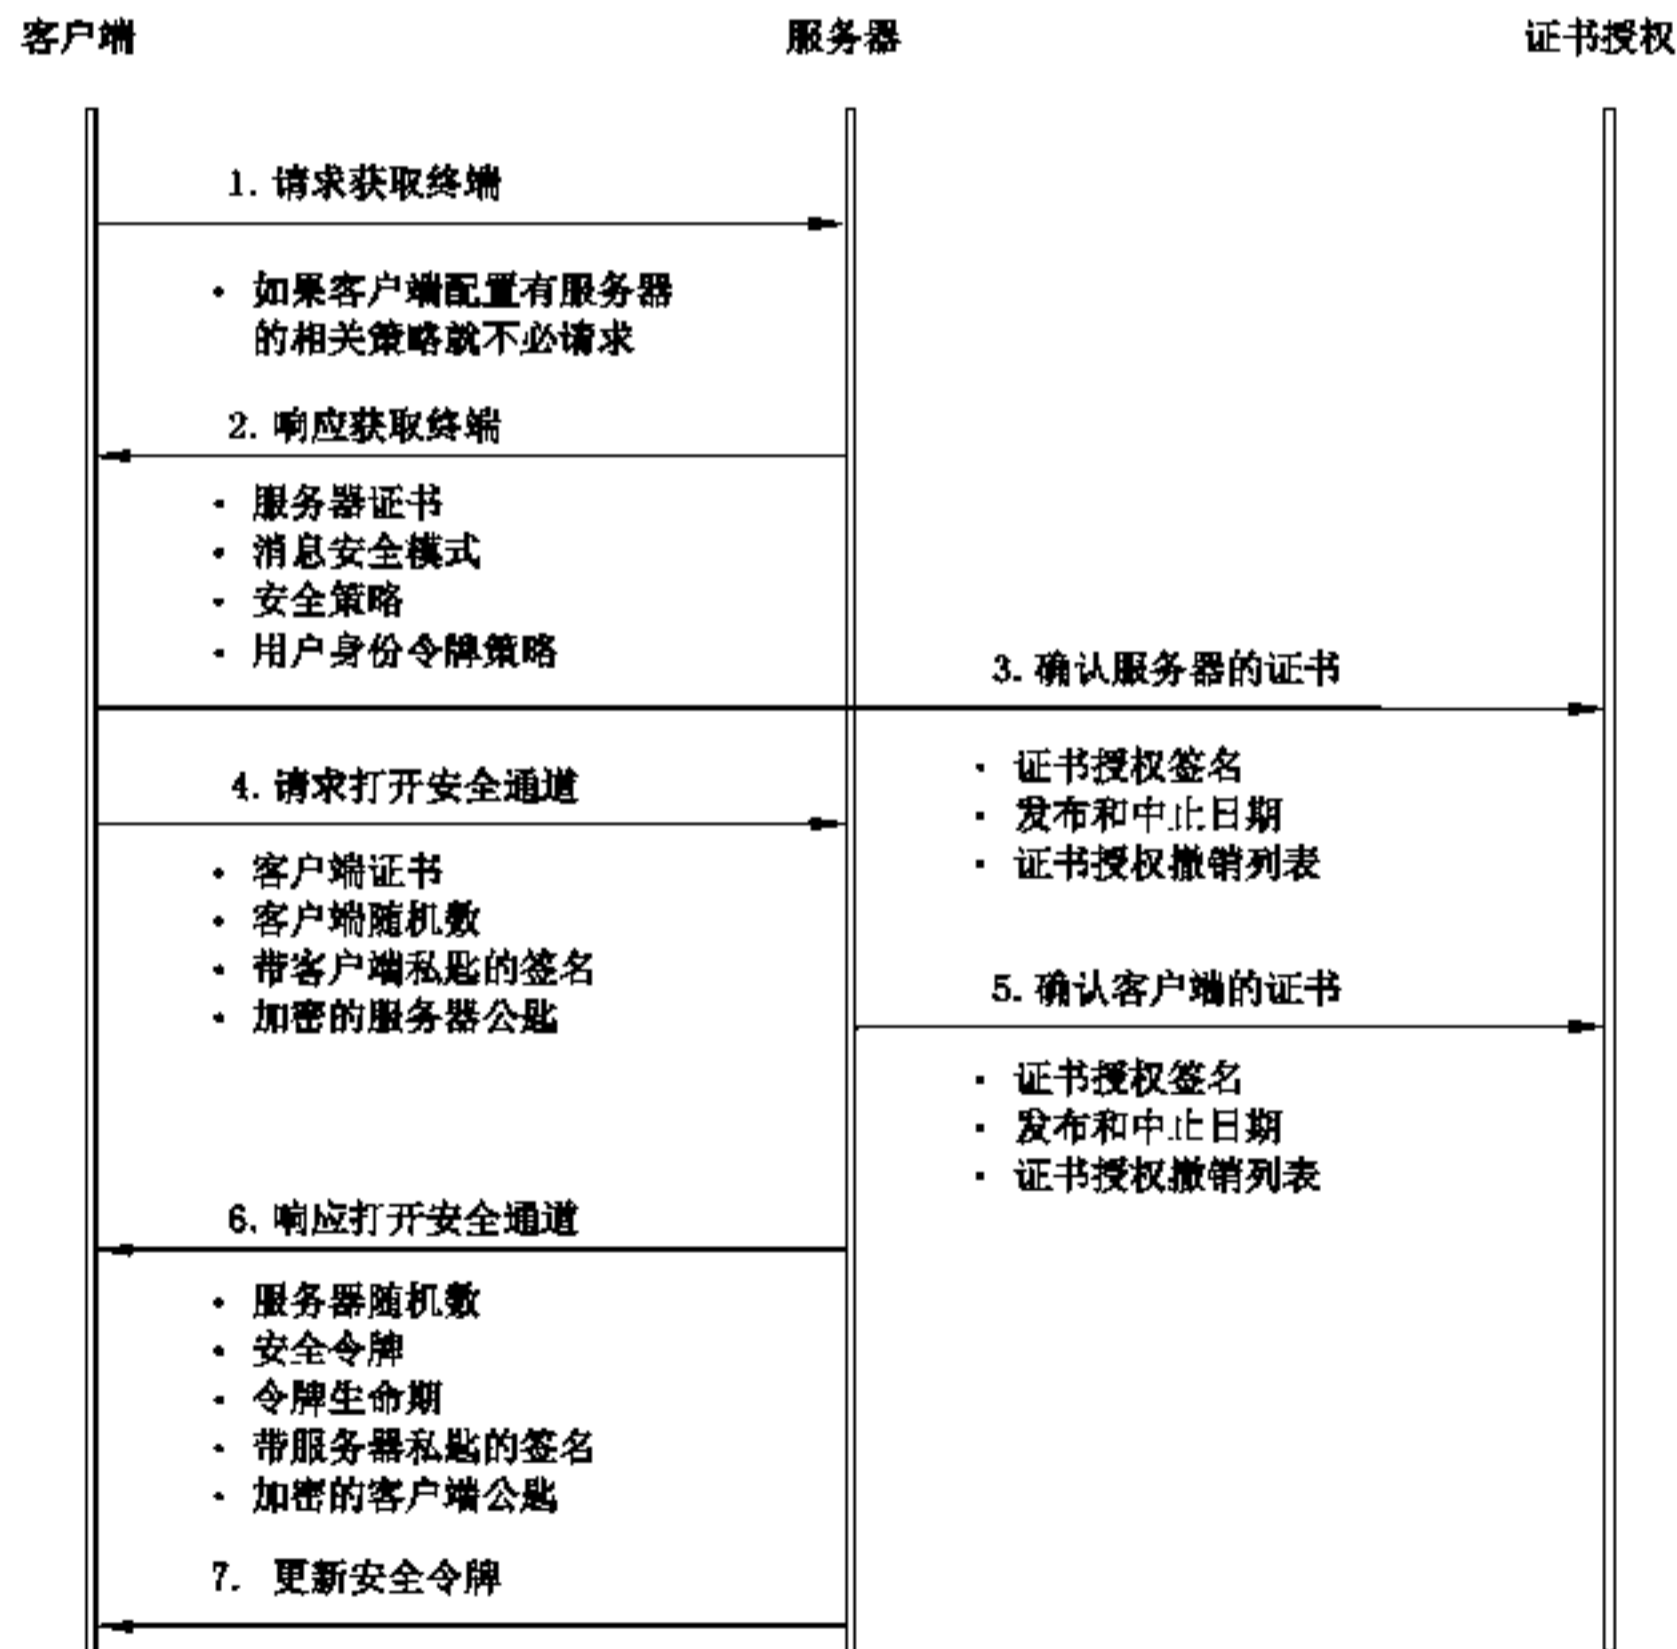 客户端
服务器
证书授权
1. 请求获取终端
· 如果客户端配置有服务器
的相关策略就不必请求
2. 响应获取终端
· 服务器证书
· 消息安全模式
· 安全策略
· 用户身份令牌策略
3. 确认服务器的证书
· 证书授权签名
· 发布和中止日期
· 证书授权撤销列表
4. 请求打开安全通道
· 客户端证书
· 客户端随机数
· 带客户端私匙的签名
· 加密的服务器公匙
5. 确认客户端的证书
· 证书授权签名
· 发布和中止日期
· 证书授权撤销列表
6. 响应打开安全通道
· 服务器随机数
· 安全令牌
· 令牌生命期
· 带服务器私匙的签名
· 加密的客户端公匙
7. 更新安全令牌